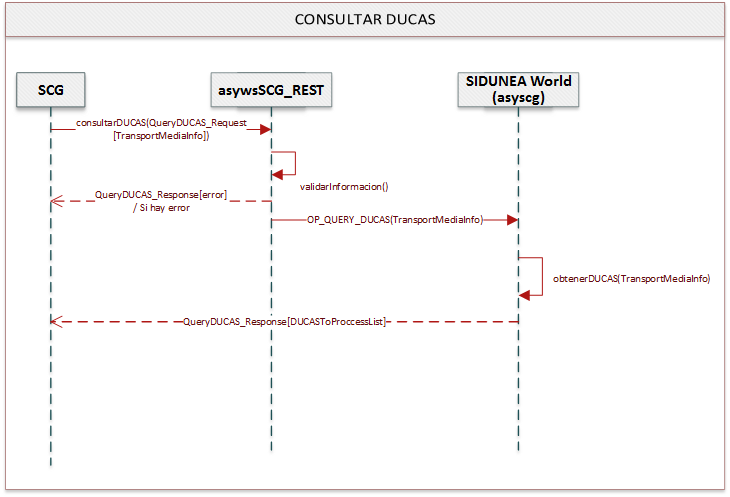 CONSULTAR DUCAS
SCG
asywsSCG_REST
SIDUNEA World
(asyscg)
consultarDUCAS(QueryDUCAS_Request
[TransportMediaInfo])
validarInformacion()
QueryDUCAS_Response[error]
/ Si hay error
OP_QUERY_DUCAS(TransportMediaInfo)
obtenerDUCAS(TransportMediaInfo)
QueryDUCAS_Response[DUCASToProccessList]